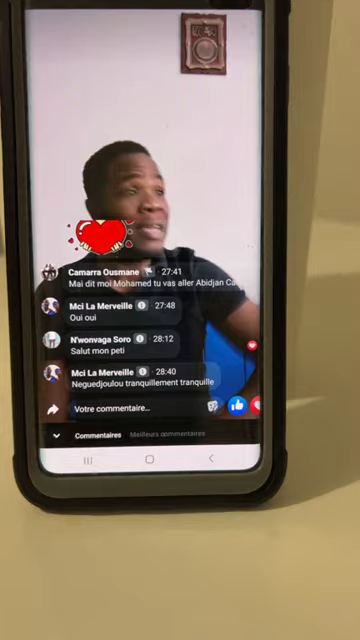 Camarra Ousmane · 27:41
Mai dit moi Mohamed tu vas aller Abidjan Ca
Mci La Merveille · 27:48
Oui oui
N'wonvaga Soro · 28:12
Salut mon peti
Mci La Merveille · 28:40
Neguedjoulou tranquillement tranquille
Votre commentaire...
Commentaires Meilleurs commentaires